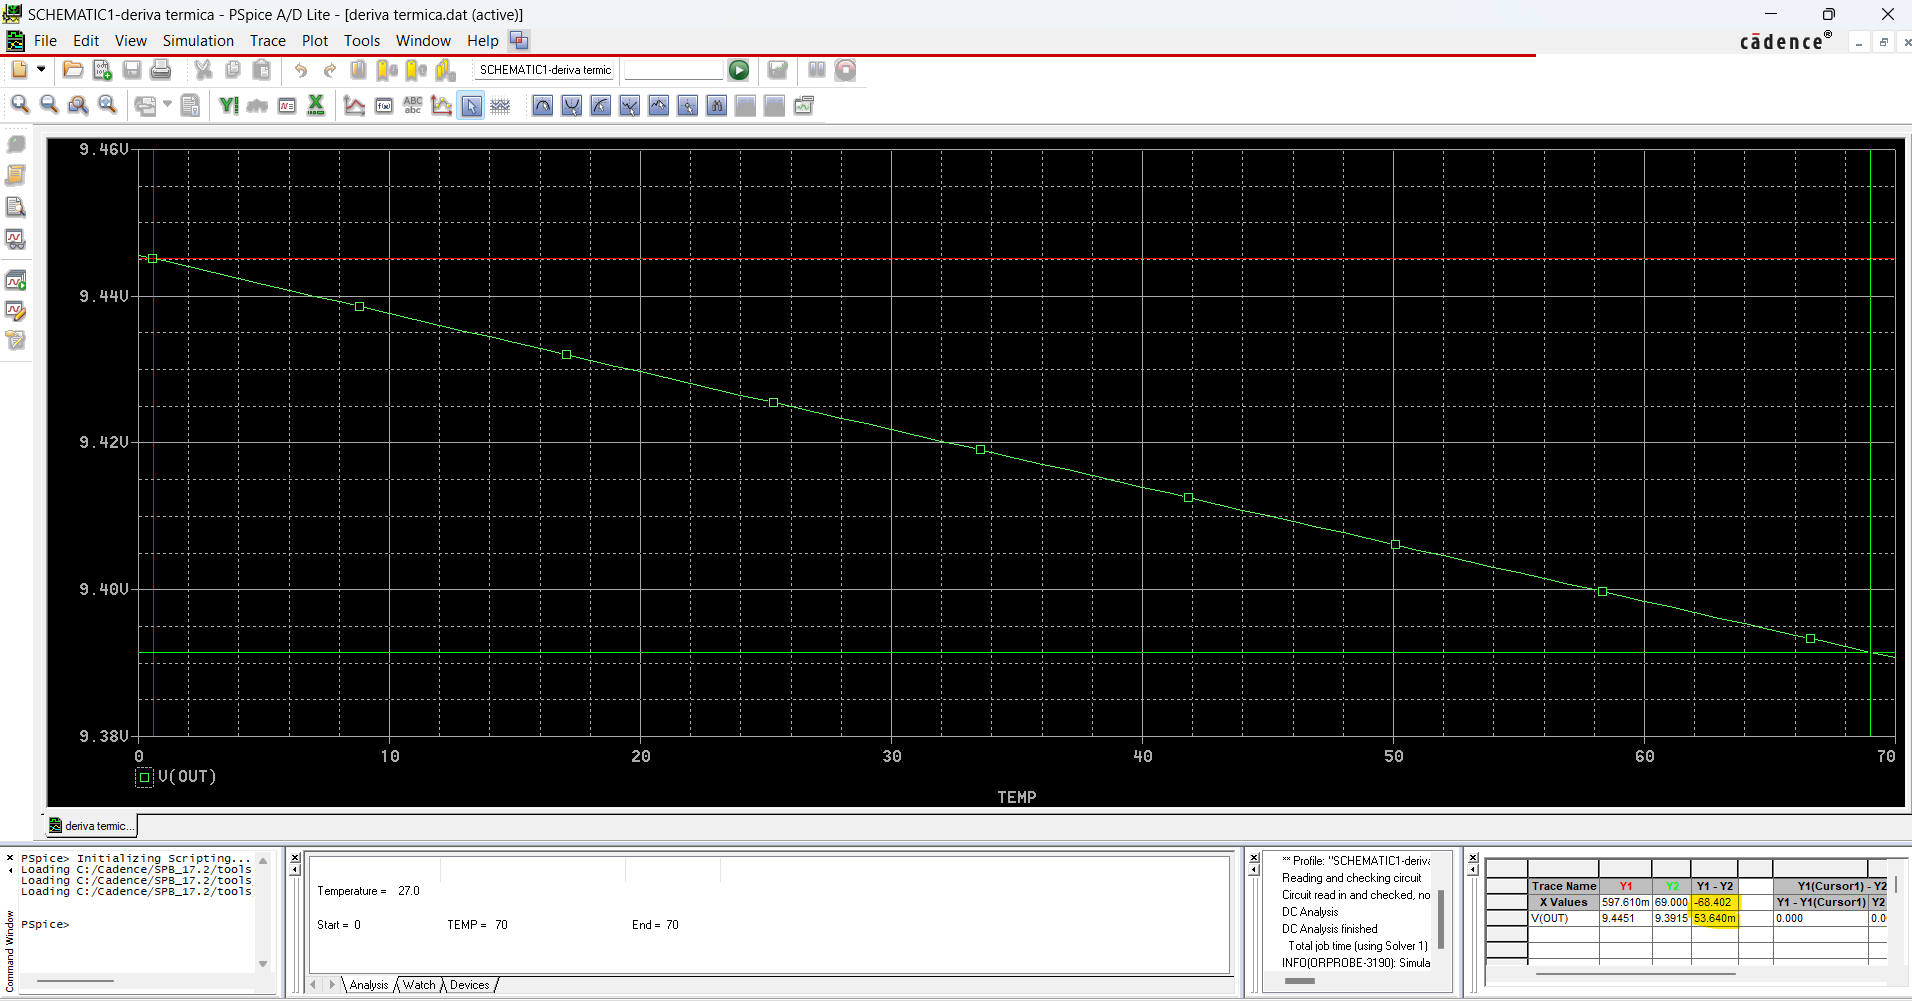 SCHEMATIC1-deriva termica - PSpice A/D Lite - [deriva termica.dat (active)]
File Edit View Simulation Trace Plot Tools Window Help
cādence®
SCHEMATIC1-deriva termic
9.46V
9.44V
9.42V
9.40V
9.38V
0 10 20 30 40 50 60 70
V(OUT)
TEMP
deriva termic...
Command Window
PSpice> Initializing Scripting...
Loading C:/Cadence/SPB_17.2/tools
Loading C:/Cadence/SPB_17.2/tools
Loading C:/Cadence/SPB_17.2/tools
PSpice>
Temperature = 27.0
Start = 0 TEMP = 70 End = 70
Analysis Watch Devices
** Profile: "SCHEMATIC1-deriva
Reading and checking circuit
Circuit read in and checked, no
DC Analysis
DC Analysis finished
Total job time (using Solver 1)
INFO(ORPROBE-3190): Simula
Trace Name Y1 Y2 Y1 - Y2 Y1(Cursor1) - Y2
X Values 597.610m 69.000 -68.402 Y1 - Y1(Cursor1) Y2
V(OUT) 9.4451 9.3915 53.640m 0.000 0.0